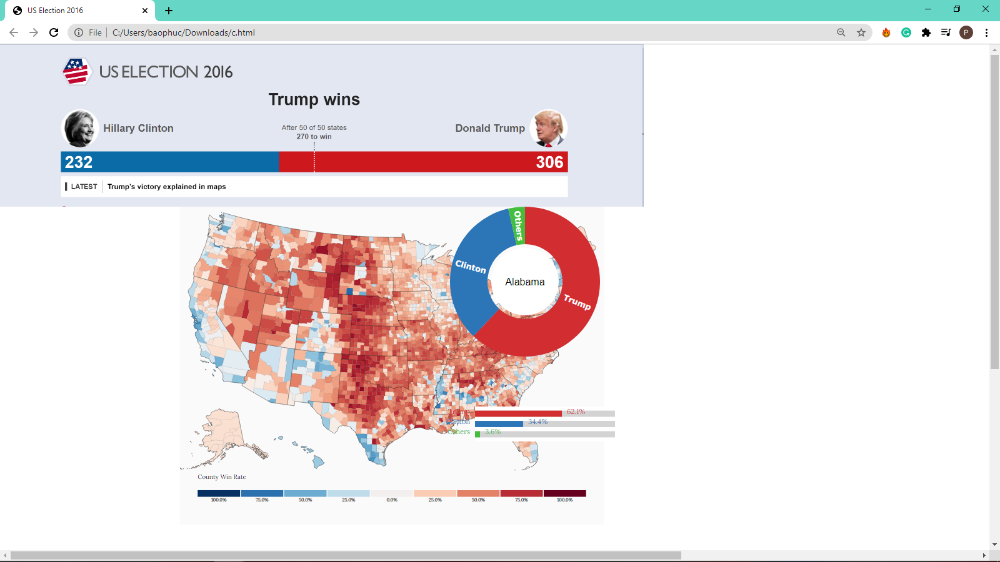 US Election 2016
File
C:/Users/baophuc/Downloads/c.html
P
US ELECTION 2016
Trump wins
Hillary Clinton
After 50 of 50 states
270 to win
Donald Trump
232
306
LATEST
Trump's victory explained in maps
Others
Clinton
Alabama
Trump
Trump 62.1%
Clinton 34.4%
Others 3.6%
County Win Rate
100.0% 75.0% 50.0% 25.0% 0.0% 25.0% 50.0% 75.0% 100.0%